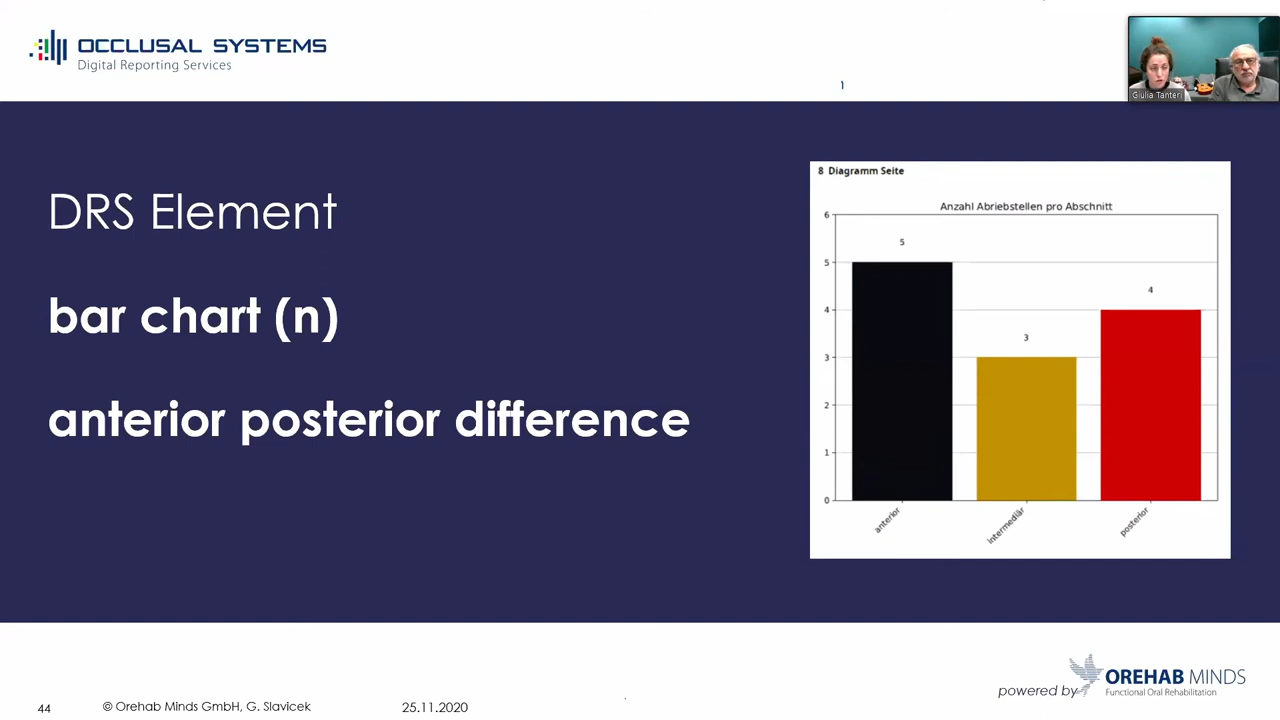 OCCLUSAL SYSTEMS
Digital Reporting Services
Giulia Tanteri
DRS Element
bar chart (n)
anterior posterior difference
8 Diagramm Seite
Anzahl Abriebstellen pro Abschnitt
6
5
4
3
2
1
0
5
3
4
anterior
intermediär
posterior
44
© Orehab Minds GmbH, G. Slavicek
25.11.2020
powered by
OREHAB MINDS
Functional Oral Rehabilitation